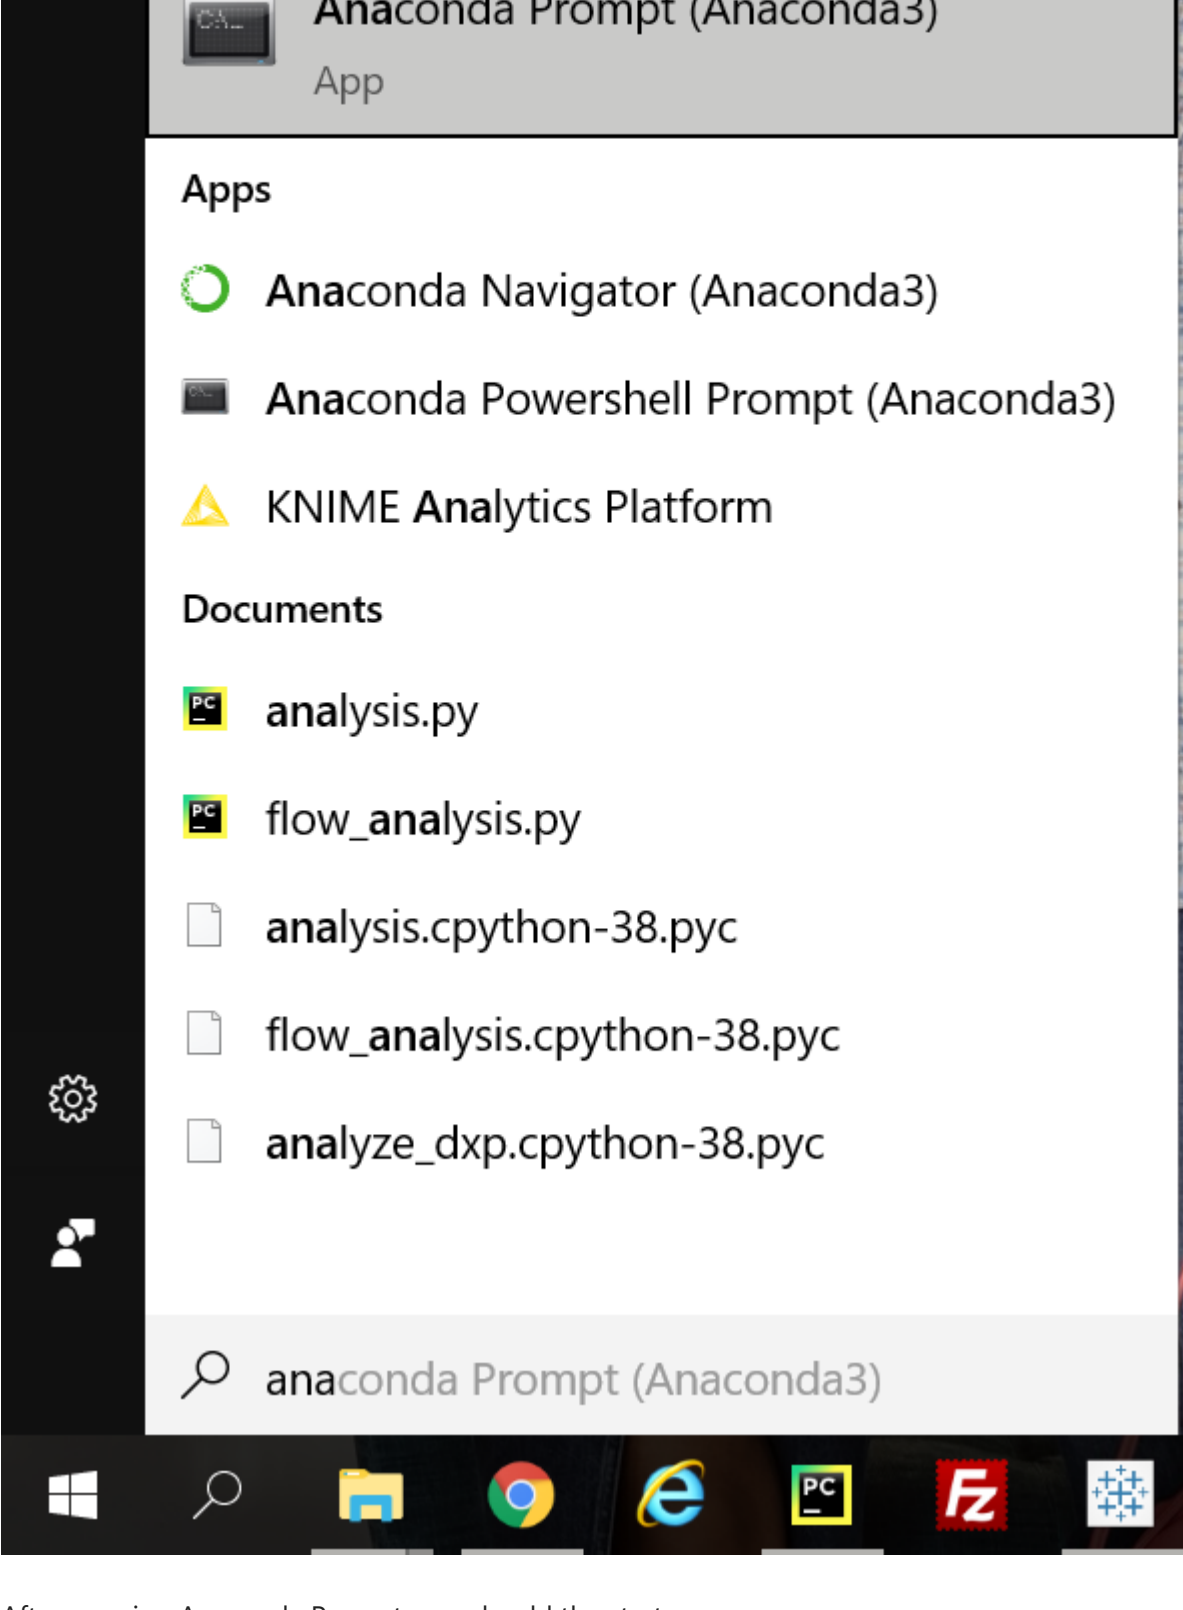 Anaconda Prompt (Anaconda3)
App
Apps
Anaconda Navigator (Anaconda3)
Anaconda Powershell Prompt (Anaconda3)
KNIME Analytics Platform
Documents
analysis.py
flow_analysis.py
analysis.cpython-38.pyc
flow_analysis.cpython-38.pyc
analyze_dxp.cpython-38.pyc
anaconda Prompt (Anaconda3)